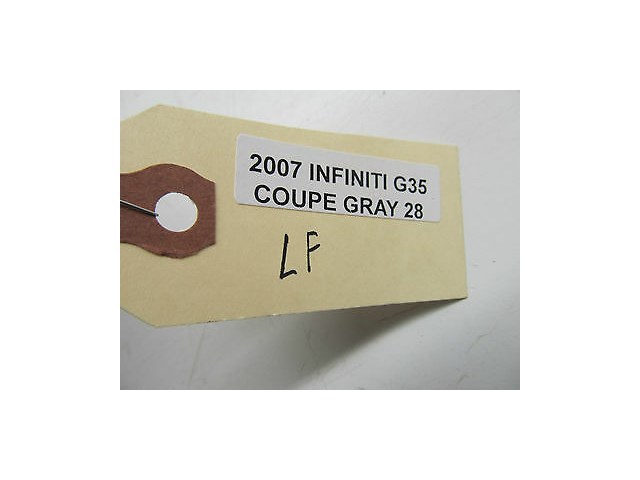 2007 INFINITI G35
COUPE GRAY 28
LF